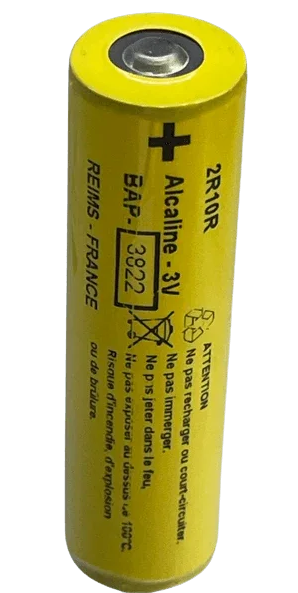 2R10R
+ Alcaline - 3V
BAP- 3822
REIMS - FRANCE
ATTENTION
Ne pas recharger ou court-circuiter.
Ne pas immerger.
Ne pas jeter dans le feu,
Ne pas exposer au dessus de 100°C.
Risque d'incendie, d'explosion
ou de brûlure.